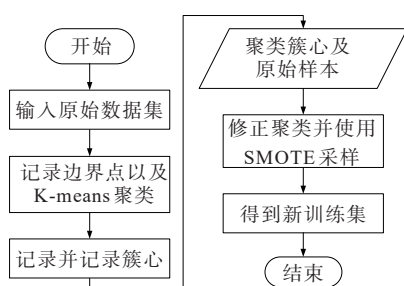 开始
输入原始数据集
记录边界点以及
K-means聚类
记录并记录簇心
聚类簇心及
原始样本
修正聚类并使用
SMOTE采样
得到新训练集
结束